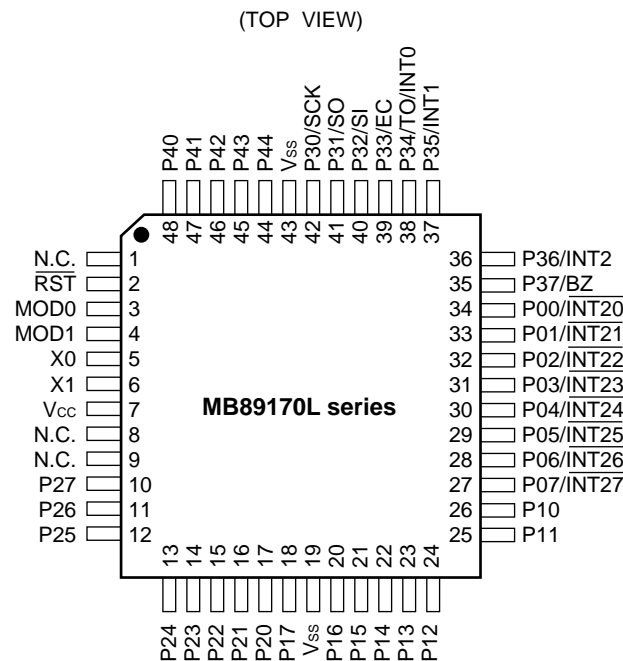 (TOP VIEW)
P40
P41
P42
P43
P44
Vss
P30/SCK
P31/SO
P32/SI
P33/EC
P34/TO/INT0
P35/INT1
48
47
46
45
44
43
42
41
40
39
38
37
N.C. 1
RST 2
MOD0 3
MOD1 4
X0 5
X1 6
Vcc 7
N.C. 8
N.C. 9
P27 10
P26 11
P25 12
MB89170L series
36 P36/INT2
35 P37/BZ
34 P00/INT20
33 P01/INT21
32 P02/INT22
31 P03/INT23
30 P04/INT24
29 P05/INT25
28 P06/INT26
27 P07/INT27
26 P10
25 P11
13
14
15
16
17
18
19
20
21
22
23
24
P24
P23
P22
P21
P20
P17
Vss
P16
P15
P14
P13
P12